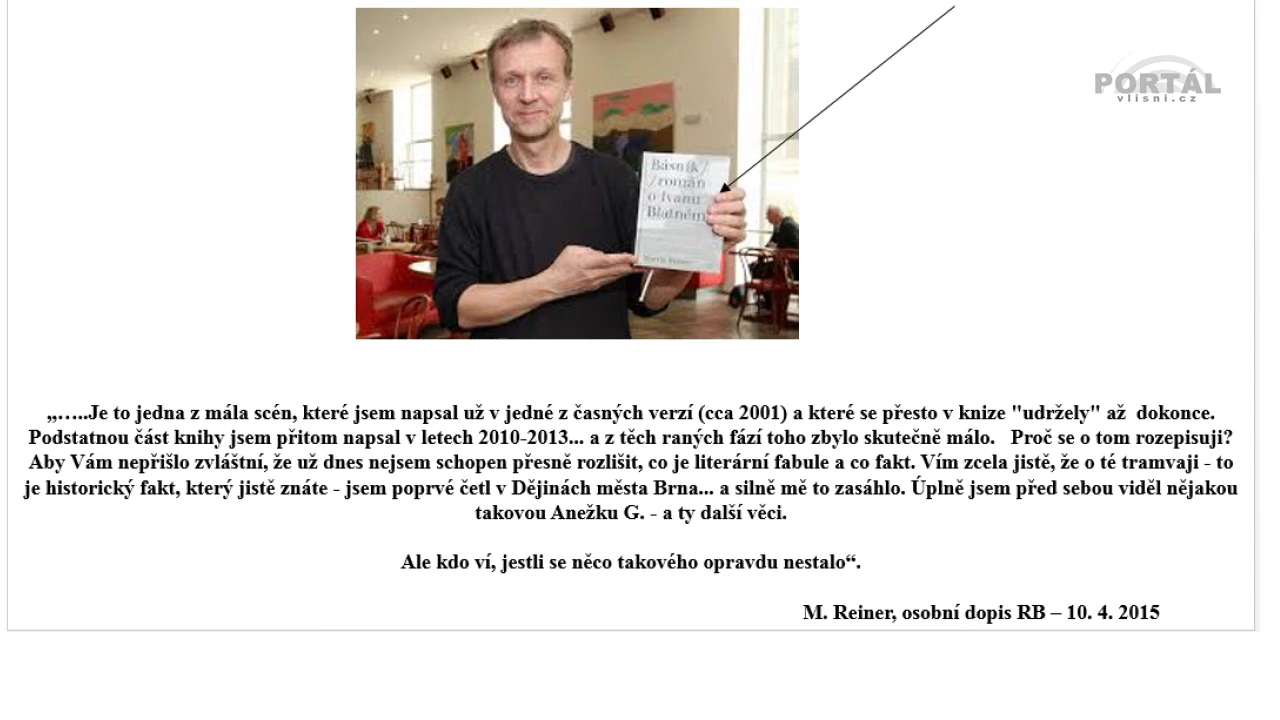 PORTÁL
vlisni.cz
Básník/
/román
o Ivanu
Blatném
Martin Reiner
„…..Je to jedna z mála scén, které jsem napsal už v jedné z časných verzí (cca 2001) a které se přesto v knize "udržely" až  dokonce.
Podstatnou část knihy jsem přitom napsal v letech 2010-2013... a z těch raných fází toho zbylo skutečně málo.   Proč se o tom rozepisuji?
Aby Vám nepřišlo zvláštní, že už dnes nejsem schopen přesně rozlišit, co je literární fabule a co fakt. Vím zcela jistě, že o té tramvaji - to
je historický fakt, který jistě znáte - jsem poprvé četl v Dějinách města Brna... a silně mě to zasáhlo. Úplně jsem před sebou viděl nějakou
takovou Anežku G. - a ty další věci.
Ale kdo ví, jestli se něco takového opravdu nestalo“.
M. Reiner, osobní dopis RB – 10. 4. 2015